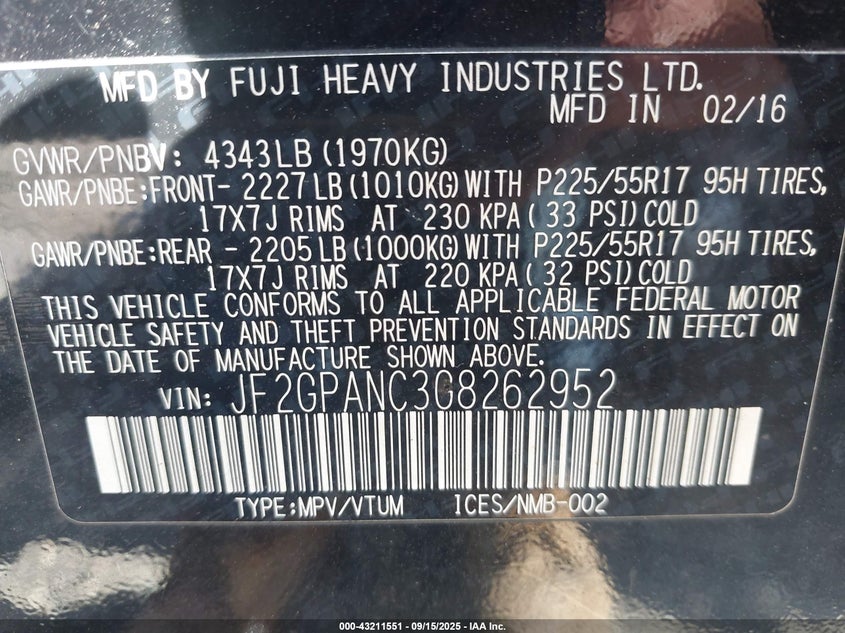 MFD BY FUJI HEAVY INDUSTRIES LTD.
MFD IN 02/16
GVWR/PNBV: 4343LB (1970KG)
GAWR/PNBE:FRONT- 2227LB (1010KG) WITH P225/55R17 95H TIRES,
17X7J RIMS AT 230 KPA ( 33 PSI) COLD
GAWR/PNBE:REAR - 2205LB (1000KG) WITH P225/55R17 95H TIRES,
17X7J RIMS AT 220 KPA ( 32 PSI) COLD
THIS VEHICLE CONFORMS TO ALL APPLICABLE FEDERAL MOTOR
VEHICLE SAFETY AND THEFT PREVENTION STANDARDS IN EFFECT ON
THE DATE OF MANUFACTURE SHOWN ABOVE.
VIN: JF2GPANC3G8262952
TYPE:MPV/VTUM ICES/NMB-002
000-43211551 - 09/15/2025 - IAA Inc.